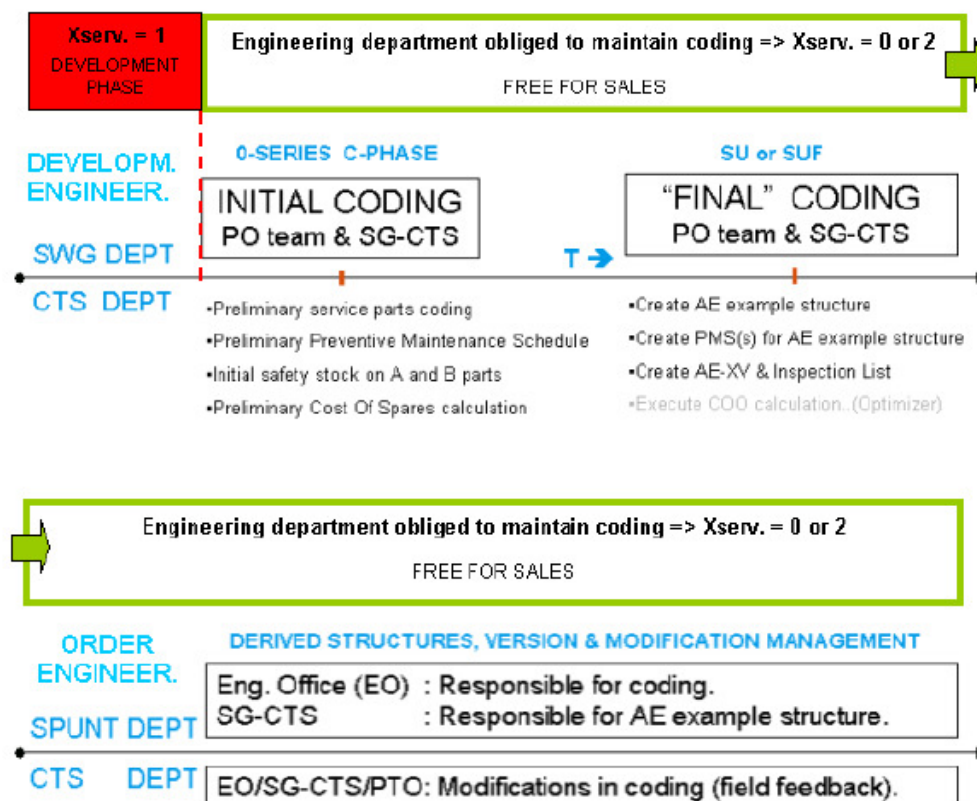 Xserv. = 1
DEVELOPMENT
PHASE
Engineering department obliged to maintain coding => Xserv. = 0 or 2
FREE FOR SALES
DEVELOPM.
ENGINEER.
0-SERIES C-PHASE
SU or SUF
INITIAL CODING
PO team & SG-CTS
"FINAL" CODING
PO team & SG-CTS
SWG DEPT
T ➔
CTS DEPT
▪Preliminary service parts coding
▪Preliminary Preventive Maintenance Schedule
▪Initial safety stock on A and B parts
▪Preliminary Cost Of Spares calculation
▪Create AE example structure
▪Create PMS(s) for AE example structure
▪Create AE-XV & Inspection List
▪Execute COO calculation..(Optimizer)
Engineering department obliged to maintain coding => Xserv. = 0 or 2
FREE FOR SALES
ORDER
ENGINEER.
DERIVED STRUCTURES, VERSION & MODIFICATION MANAGEMENT
Eng. Office (EO) : Responsible for coding.
SG-CTS : Responsible for AE example structure.
SPUNT DEPT
CTS DEPT
EO/SG-CTS/PTO: Modifications in coding (field feedback).